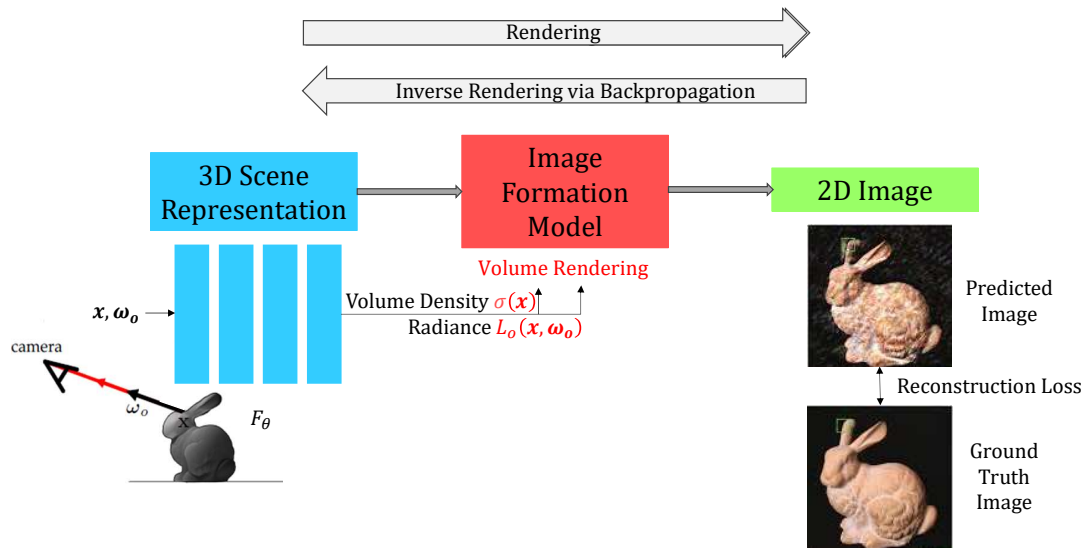 Rendering
Inverse Rendering via Backpropagation
3D Scene
Representation
Image
Formation
Model
2D Image
Volume Rendering
Volume Density σ(x)
Radiance Lₒ(x, ωₒ)
x, ωₒ
camera
ωₒ
x
F_θ
Predicted
Image
Reconstruction Loss
Ground
Truth
Image